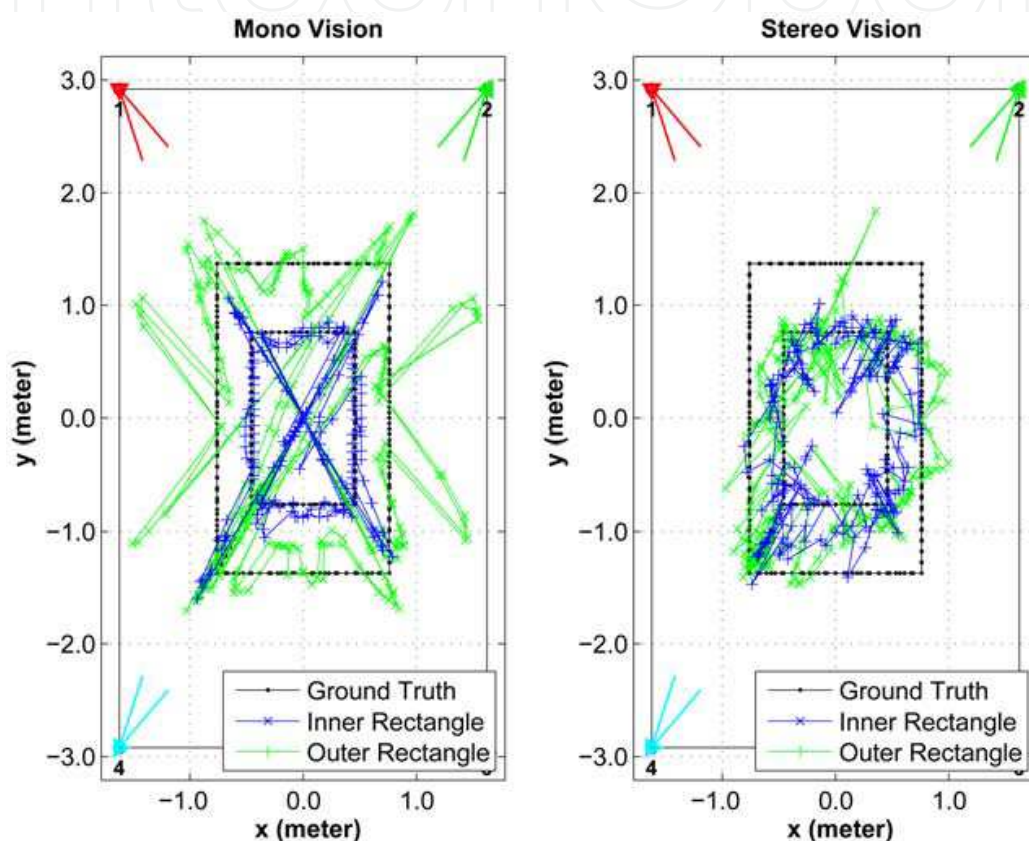 Mono Vision
3.0
2.0
1.0
0.0
−1.0
−2.0
−3.0
y (meter)
1
2
4
Ground Truth
Inner Rectangle
Outer Rectangle
−1.0 0.0 1.0
x (meter)
Stereo Vision
3.0
2.0
1.0
0.0
−1.0
−2.0
−3.0
y (meter)
1
2
4
Ground Truth
Inner Rectangle
Outer Rectangle
−1.0 0.0 1.0
x (meter)